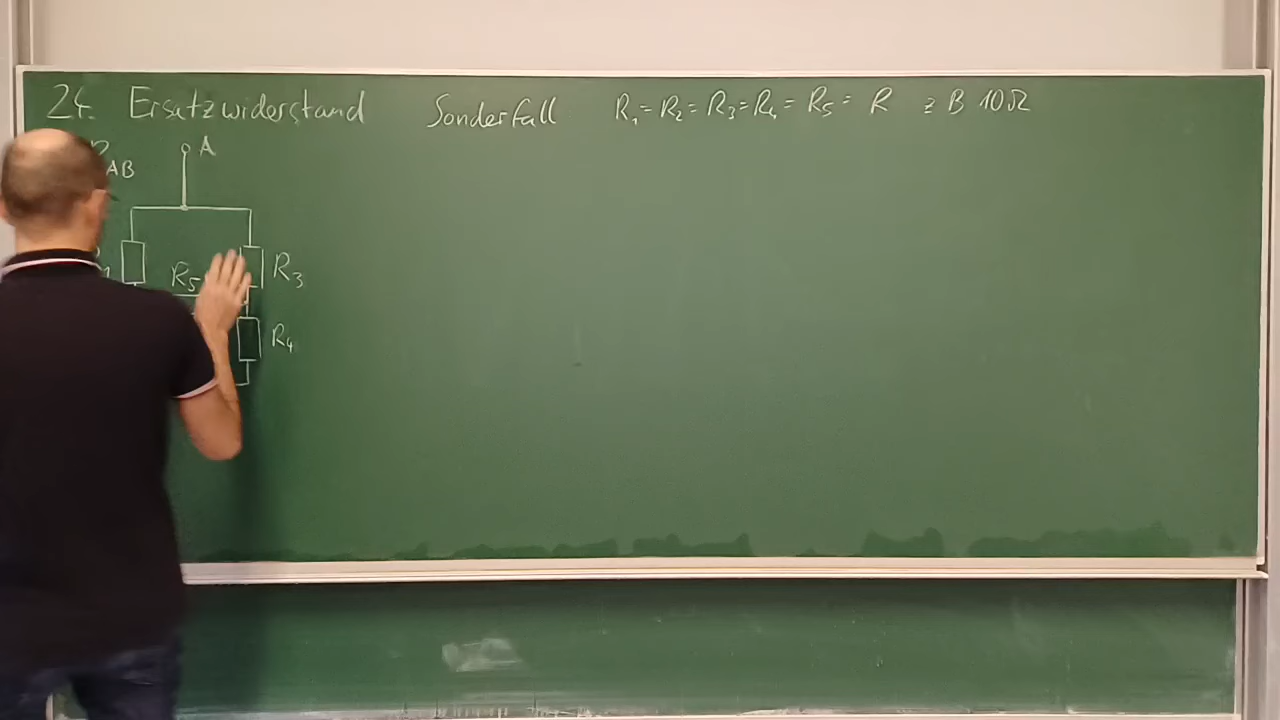 24. Ersatzwiderstand Sonderfall R₁ = R₂ = R₃ = R₄ = R₅ = R z B 10Ω
AB A
R₅ R₃
R₄